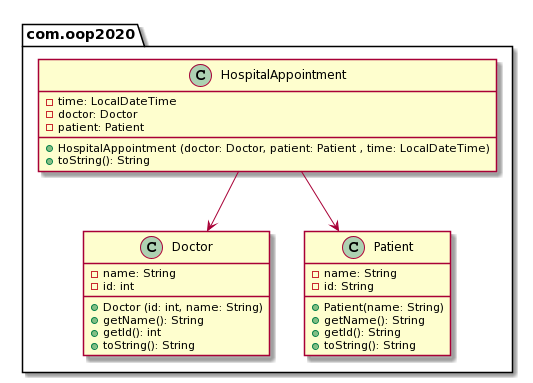 com.oop2020
C HospitalAppointment
time: LocalDateTime
doctor: Doctor
patient: Patient
HospitalAppointment (doctor: Doctor, patient: Patient , time: LocalDateTime)
toString(): String
C Doctor
name: String
id: int
Doctor (id: int, name: String)
getName(): String
getId(): int
toString(): String
C Patient
name: String
id: String
Patient(name: String)
getName(): String
getId(): String
toString(): String